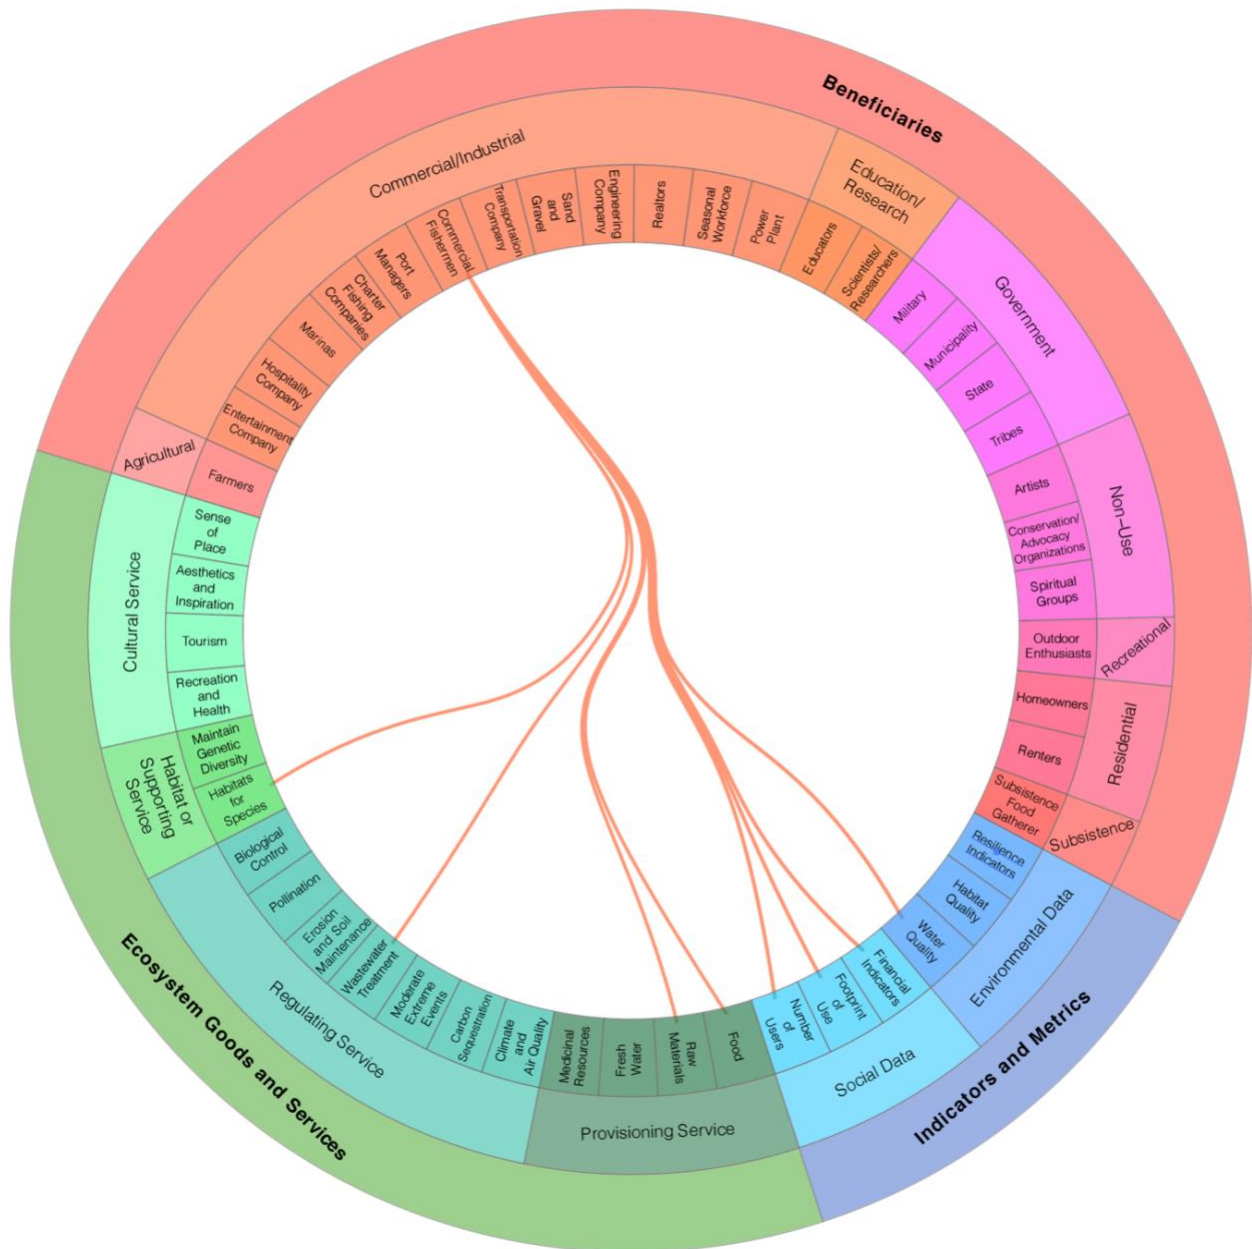 Beneficiaries
Commercial/Industrial
Education/
Research
Government
Non-Use
Recreational
Residential
Subsistence
Agricultural
Farmers
Entertainment
Company
Hospitality
Company
Marinas
Charter
Fishing
Companies
Port
Managers
Commercial
Fishermen
Transportation
Company
Sand
and
Gravel
Engineering
Company
Realtors
Seasonal
Workforce
Power
Plant
Educators
Scientists/
Researchers
Military
Municipality
State
Tribes
Artists
Conservation/
Advocacy
Organizations
Spiritual
Groups
Outdoor
Enthusiasts
Homeowners
Renters
Subsistence
Food
Gatherer
Indicators and Metrics
Environmental Data
Resilience
Indicators
Habitat
Quality
Water
Quality
Social Data
Financial
Indicators
Footprint
of
Use
Number
of
Users
Ecosystem Goods and Services
Provisioning Service
Food
Raw
Materials
Fresh
Water
Medicinal
Resources
Regulating Service
Climate
and
Air Quality
Carbon
Sequestration
Moderate
Extreme
Events
Wastewater
Treatment
Erosion
and Soil
Maintenance
Pollination
Biological
Control
Habitat or
Supporting
Service
Habitats
for
Species
Maintain
Genetic
Diversity
Cultural Service
Recreation
and
Health
Tourism
Aesthetics
and
Inspiration
Sense
of
Place